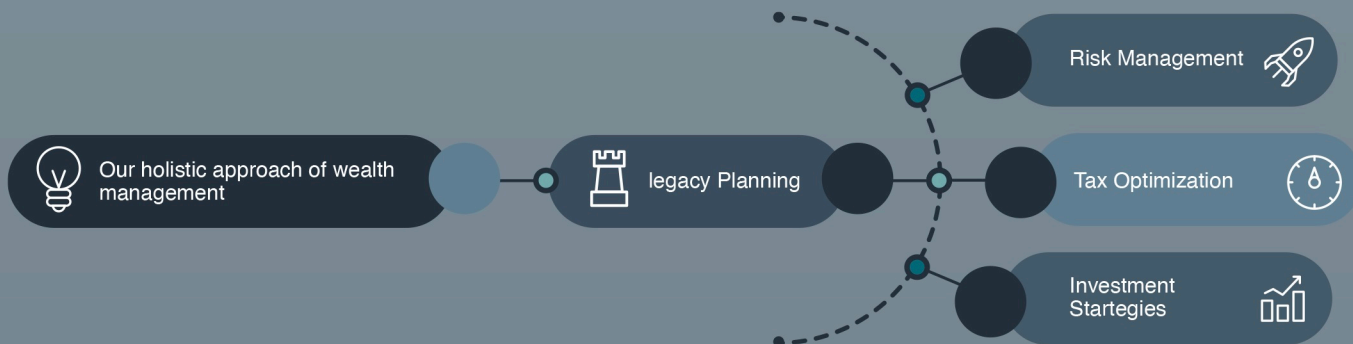 Our holistic approach of wealth
management
legacy Planning
Risk Management
Tax Optimization
Investment
Startegies